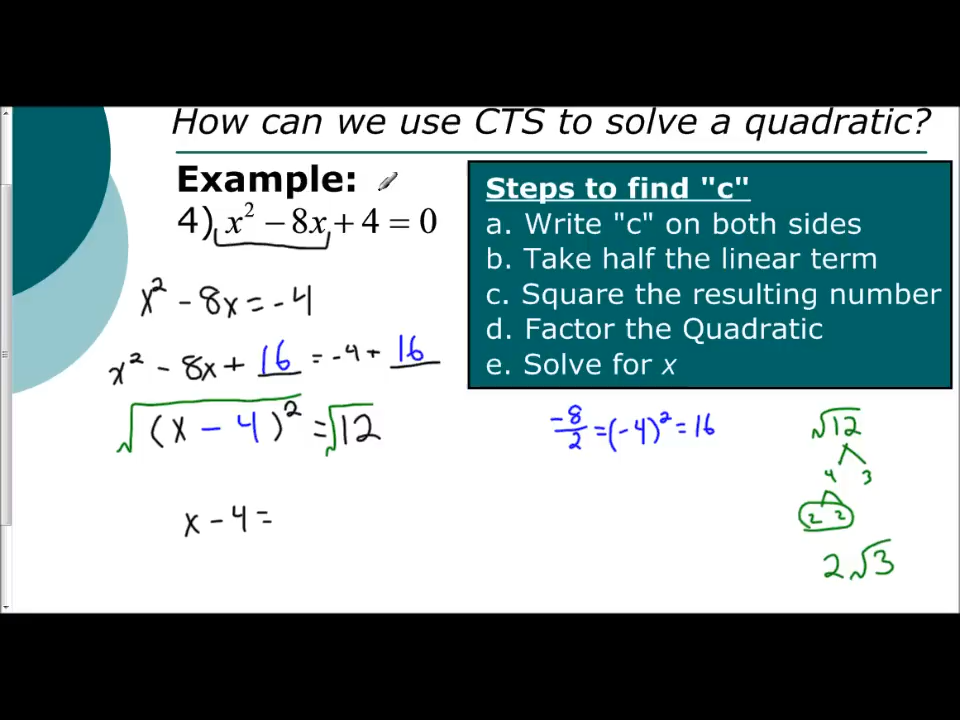 How can we use CTS to solve a quadratic?
Example:
4) x² − 8x + 4 = 0
x² - 8x = -4
x² - 8x + 16 = -4 + 16
√(x - 4)² = √12
x - 4 =
Steps to find "c"
a. Write "c" on both sides
b. Take half the linear term
c. Square the resulting number
d. Factor the Quadratic
e. Solve for x
-8/2 = (-4)² = 16
√12
4 3
2 2
2√3